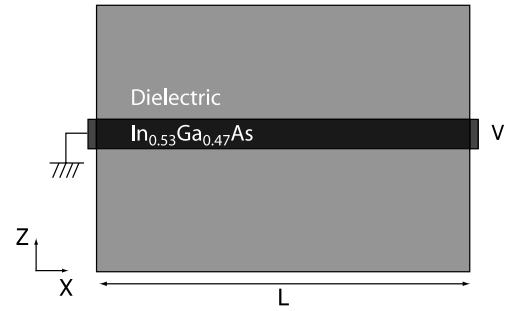 Dielectric
In₀.₅₃Ga₀.₄₇As
V
Z
X
L